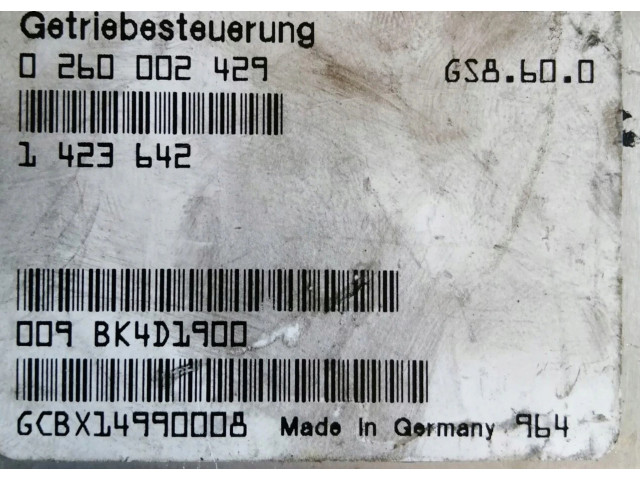 Getriebesteuerung
0 260 002 429 GS8.60.0
1 423 642
009 BK4D1900
GCBX14990008 Made In Germany 964